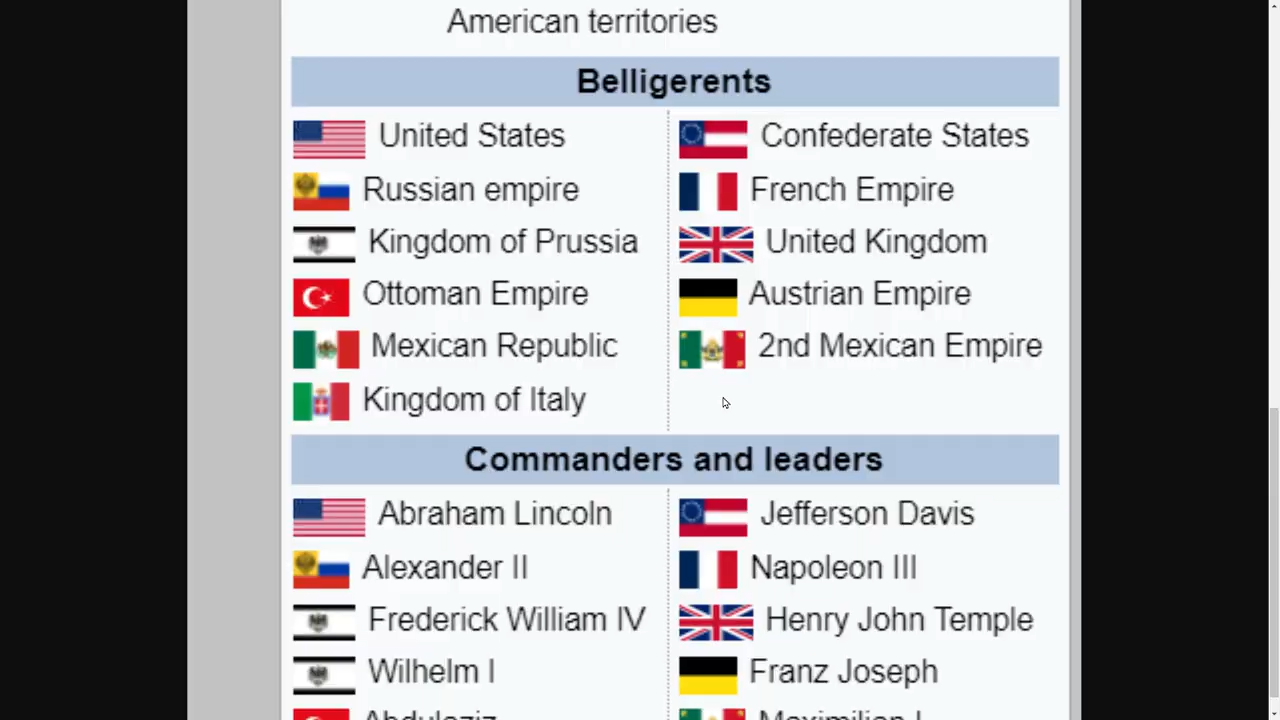 American territories
Belligerents
United States
Confederate States
Russian empire
French Empire
Kingdom of Prussia
United Kingdom
Ottoman Empire
Austrian Empire
Mexican Republic
2nd Mexican Empire
Kingdom of Italy
Commanders and leaders
Abraham Lincoln
Jefferson Davis
Alexander II
Napoleon III
Frederick William IV
Henry John Temple
Wilhelm I
Franz Joseph
Abdulaziz
Maximilian I